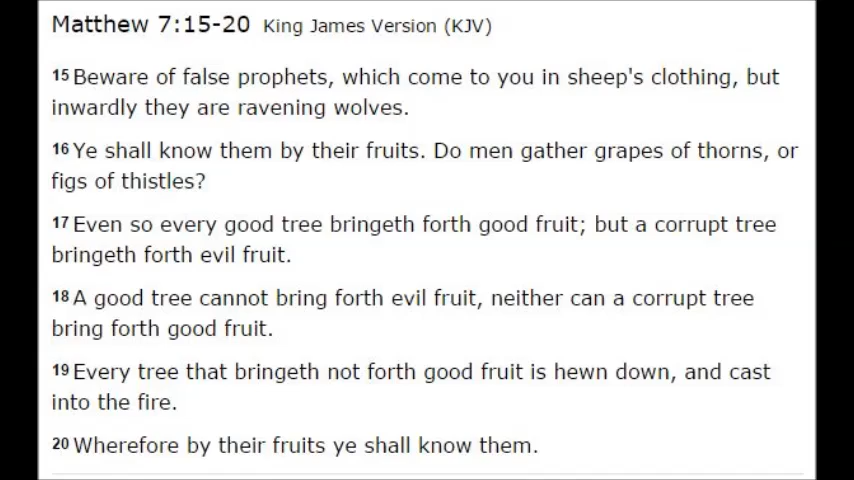 Matthew 7:15-20 King James Version (KJV)
15 Beware of false prophets, which come to you in sheep's clothing, but
inwardly they are ravening wolves.
16 Ye shall know them by their fruits. Do men gather grapes of thorns, or
figs of thistles?
17 Even so every good tree bringeth forth good fruit; but a corrupt tree
bringeth forth evil fruit.
18 A good tree cannot bring forth evil fruit, neither can a corrupt tree
bring forth good fruit.
19 Every tree that bringeth not forth good fruit is hewn down, and cast
into the fire.
20 Wherefore by their fruits ye shall know them.